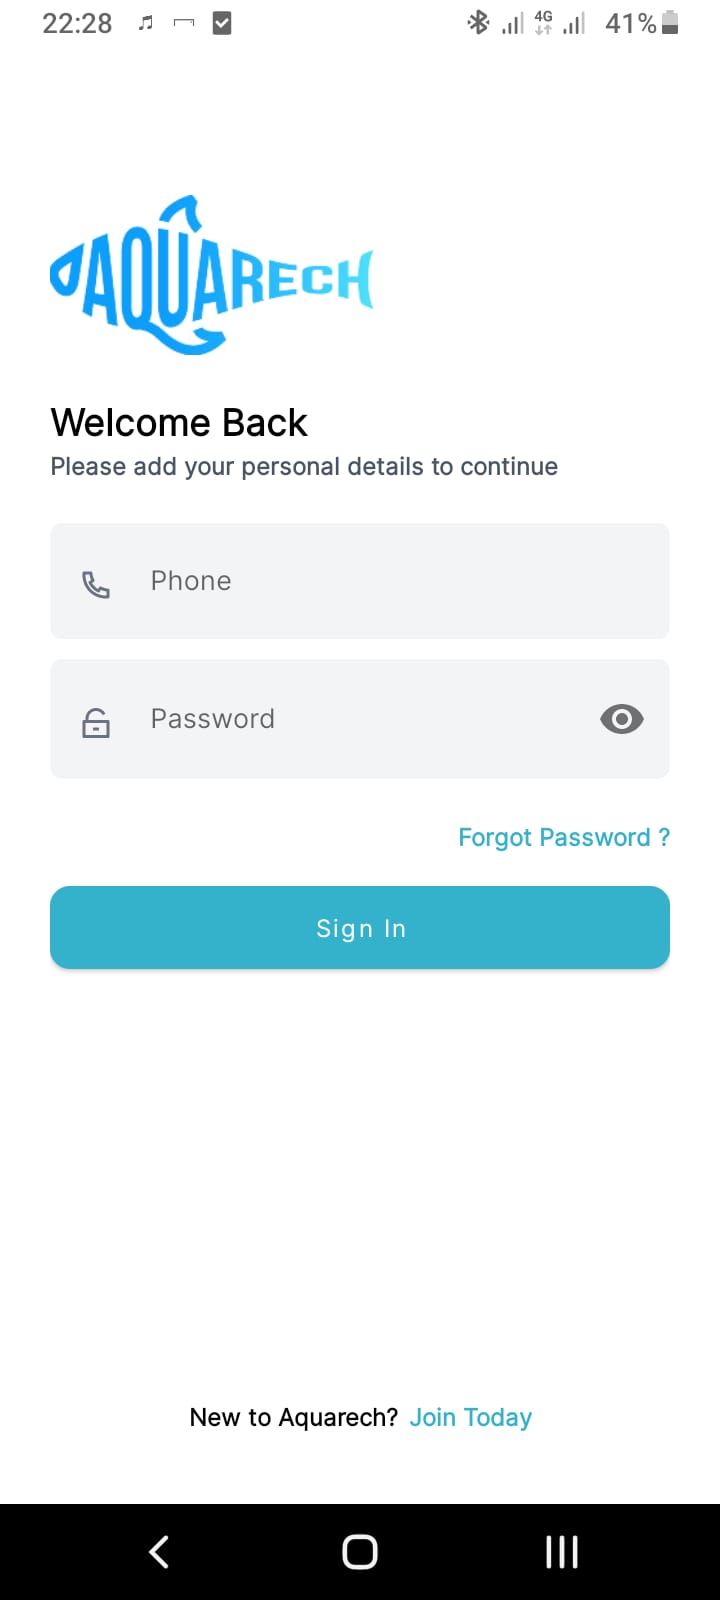 22:28 4G 41%
AQUARECH
Welcome Back
Please add your personal details to continue
Phone
Password
Forgot Password ?
Sign In
New to Aquarech? Join Today